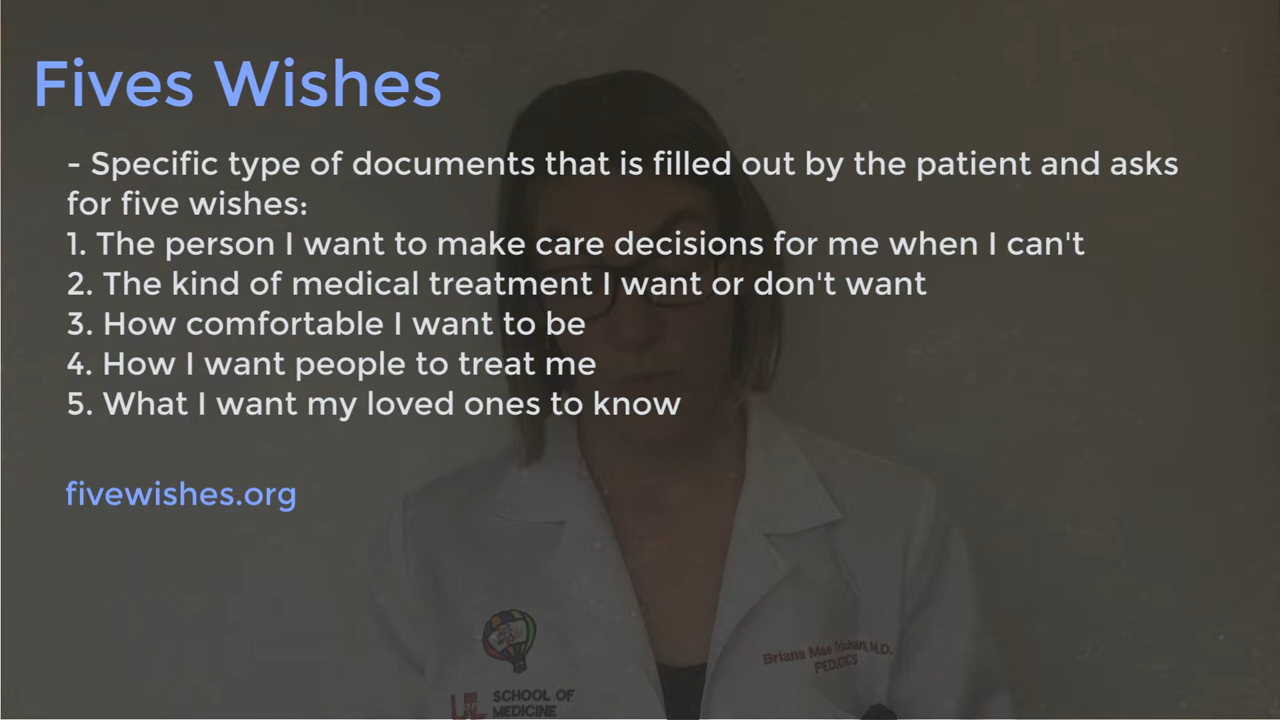 Fives Wishes
- Specific type of documents that is filled out by the patient and asks
for five wishes:
1. The person I want to make care decisions for me when I can't
2. The kind of medical treatment I want or don't want
3. How comfortable I want to be
4. How I want people to treat me
5. What I want my loved ones to know
fivewishes.org
Briana Mae M.D.
PEDIATICS
SCHOOL OF
MEDICINE